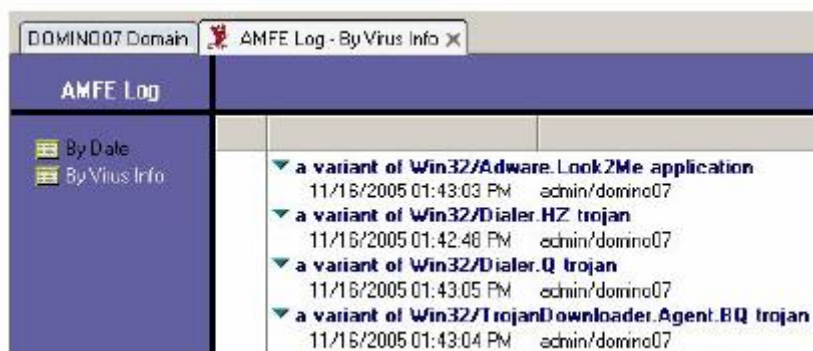 DOMINO07 Domain
AMFE Log - By Virus Info
AMFE Log
By Date
By Virus Info
a variant of Win32/Adware.Look2Me application
11/16/2005 01:43:03 PM admin/domino07
a variant of Win32/Dialer.HZ trojan
11/16/2005 01:42:48 PM admin/domino07
a variant of Win32/Dialer.Q trojan
11/16/2005 01:43:05 PM admin/domino07
a variant of Win32/TrojanDownloader.Agent.BQ trojan
11/16/2005 01:43:04 PM admin/domino07